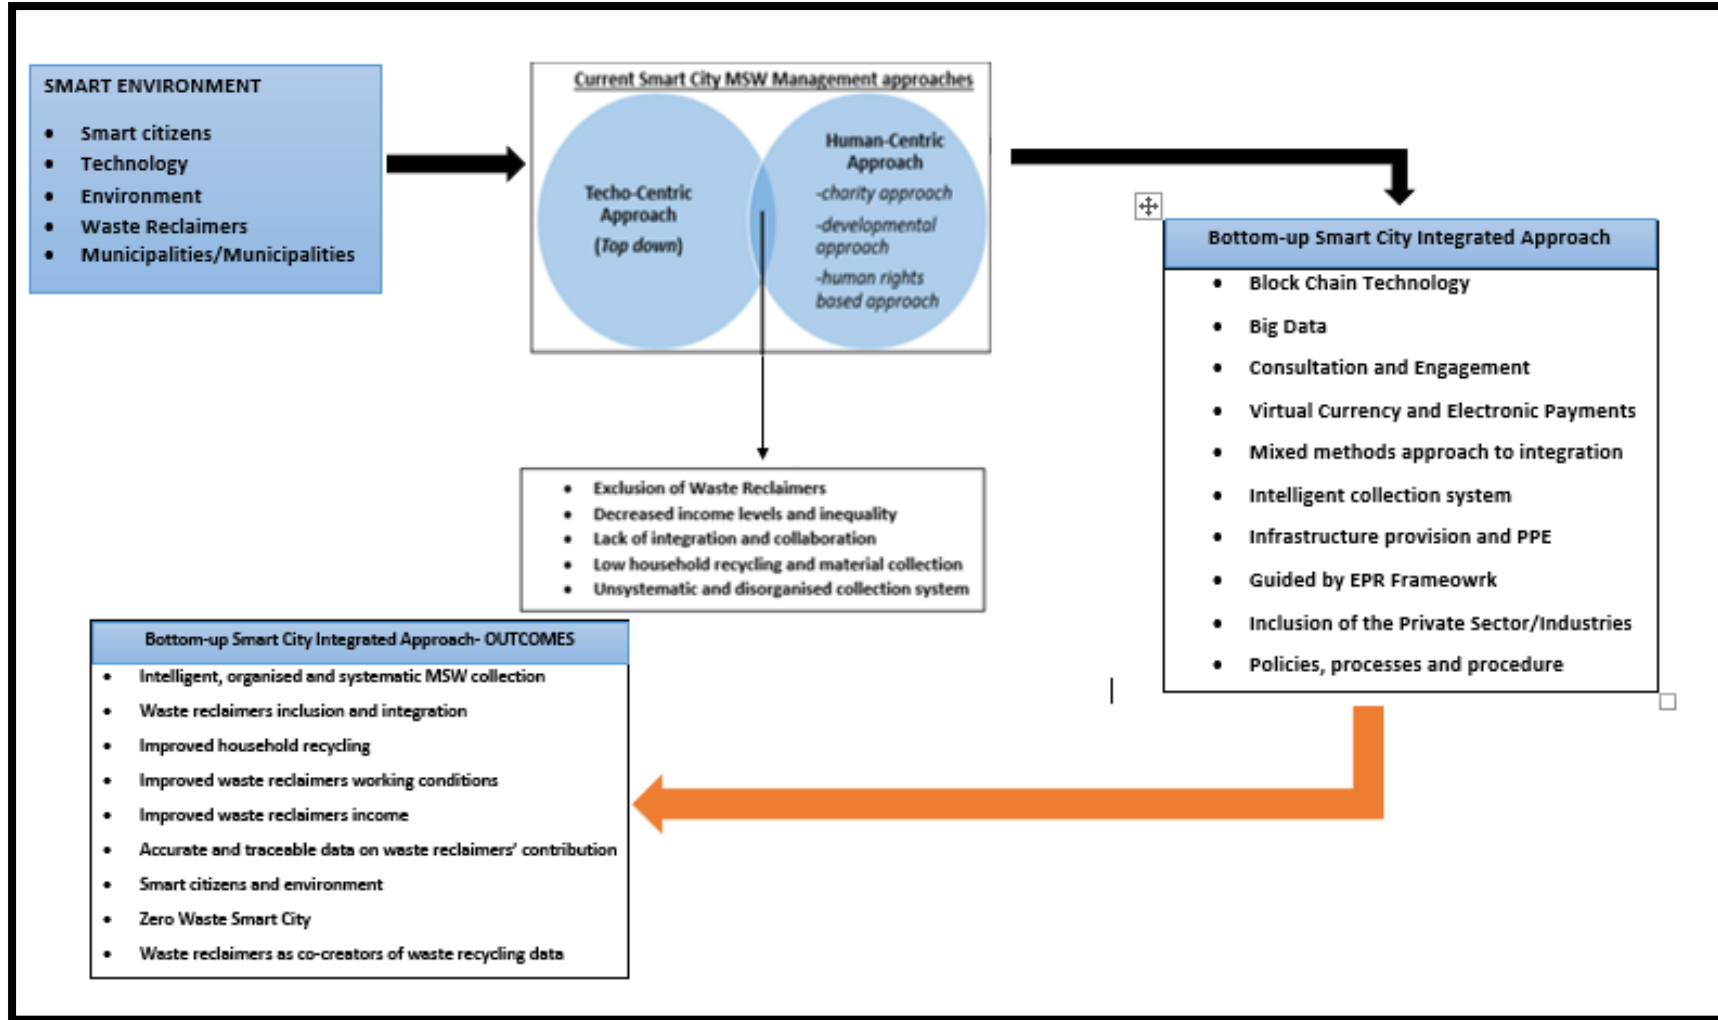 SMART ENVIRONMENT
• Smart citizens
• Technology
• Environment
• Waste Reclaimers
• Municipalities/Municipalities
Current Smart City MSW Management approaches
Techo-Centric
Approach
(Top down)
Human-Centric
Approach
-charity approach
-developmental
approach
-human rights
based approach
• Exclusion of Waste Reclaimers
• Decreased income levels and inequality
• Lack of integration and collaboration
• Low household recycling and material collection
• Unsystematic and disorganised collection system
Bottom-up Smart City Integrated Approach
• Block Chain Technology
• Big Data
• Consultation and Engagement
• Virtual Currency and Electronic Payments
• Mixed methods approach to integration
• Intelligent collection system
• Infrastructure provision and PPE
• Guided by EPR Frameowrk
• Inclusion of the Private Sector/Industries
• Policies, processes and procedure
Bottom-up Smart City Integrated Approach- OUTCOMES
• Intelligent, organised and systematic MSW collection
• Waste reclaimers inclusion and integration
• Improved household recycling
• Improved waste reclaimers working conditions
• Improved waste reclaimers income
• Accurate and traceable data on waste reclaimers' contribution
• Smart citizens and environment
• Zero Waste Smart City
• Waste reclaimers as co-creators of waste recycling data